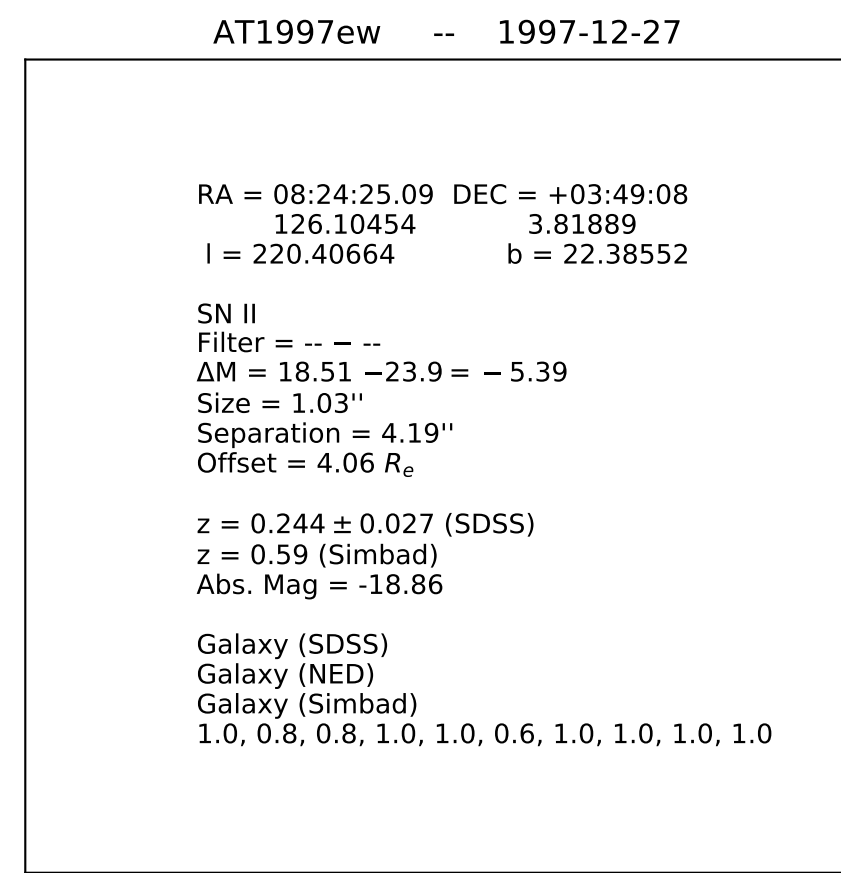 AT1997ew -- 1997-12-27
RA = 08:24:25.09 DEC = +03:49:08
126.10454 3.81889
l = 220.40664 b = 22.38552
SN II
Filter = -- − --
ΔM = 18.51 −23.9 = − 5.39
Size = 1.03''
Separation = 4.19''
Offset = 4.06 Re
z = 0.244 ± 0.027 (SDSS)
z = 0.59 (Simbad)
Abs. Mag = -18.86
Galaxy (SDSS)
Galaxy (NED)
Galaxy (Simbad)
1.0, 0.8, 0.8, 1.0, 1.0, 0.6, 1.0, 1.0, 1.0, 1.0